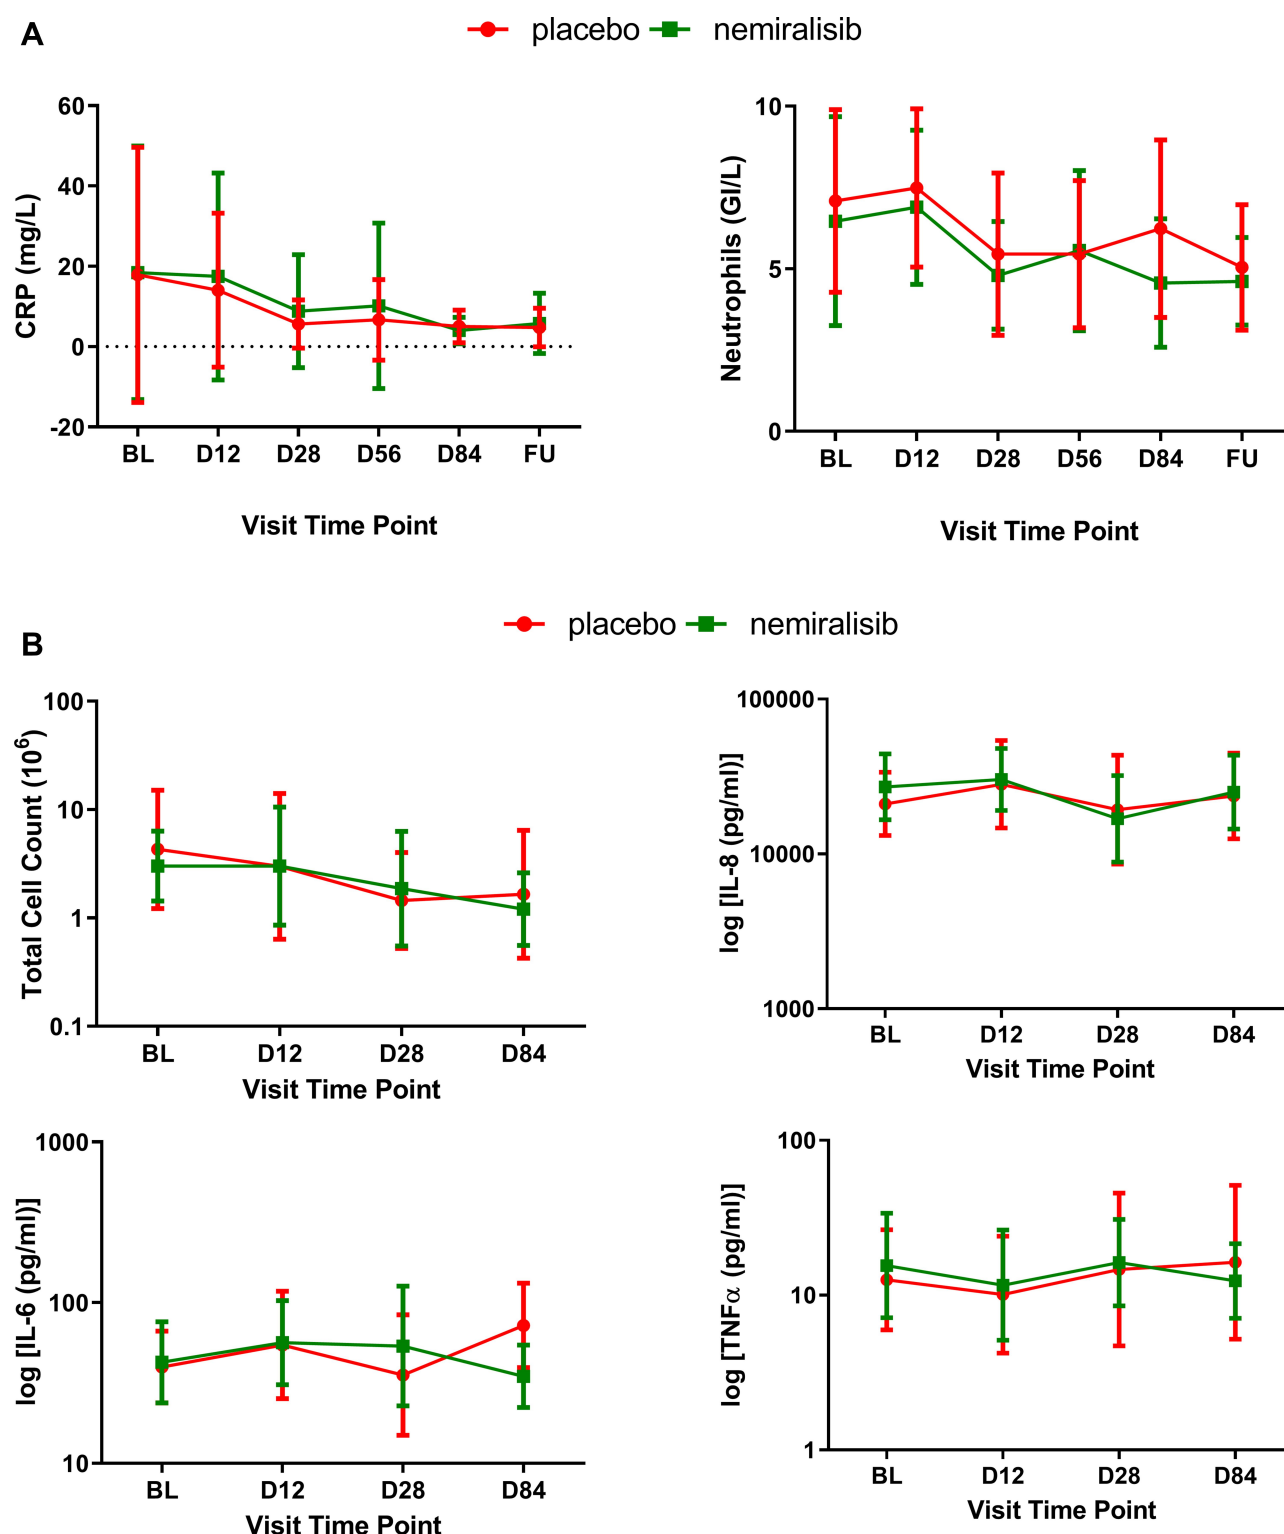 A
placebo nemiralisib
60
40
20
0
-20
CRP (mg/L)
BL D12 D28 D56 D84 FU
Visit Time Point
10
5
0
Neutrophils (GI/L)
BL D12 D28 D56 D84 FU
Visit Time Point
B
placebo nemiralisib
100
10
1
0.1
Total Cell Count (10⁶)
BL D12 D28 D84
Visit Time Point
100000
10000
1000
log [IL-8 (pg/ml)]
BL D12 D28 D84
Visit Time Point
1000
100
10
log [IL-6 (pg/ml)]
BL D12 D28 D84
Visit Time Point
100
10
1
log [TNFα (pg/ml)]
BL D12 D28 D84
Visit Time Point